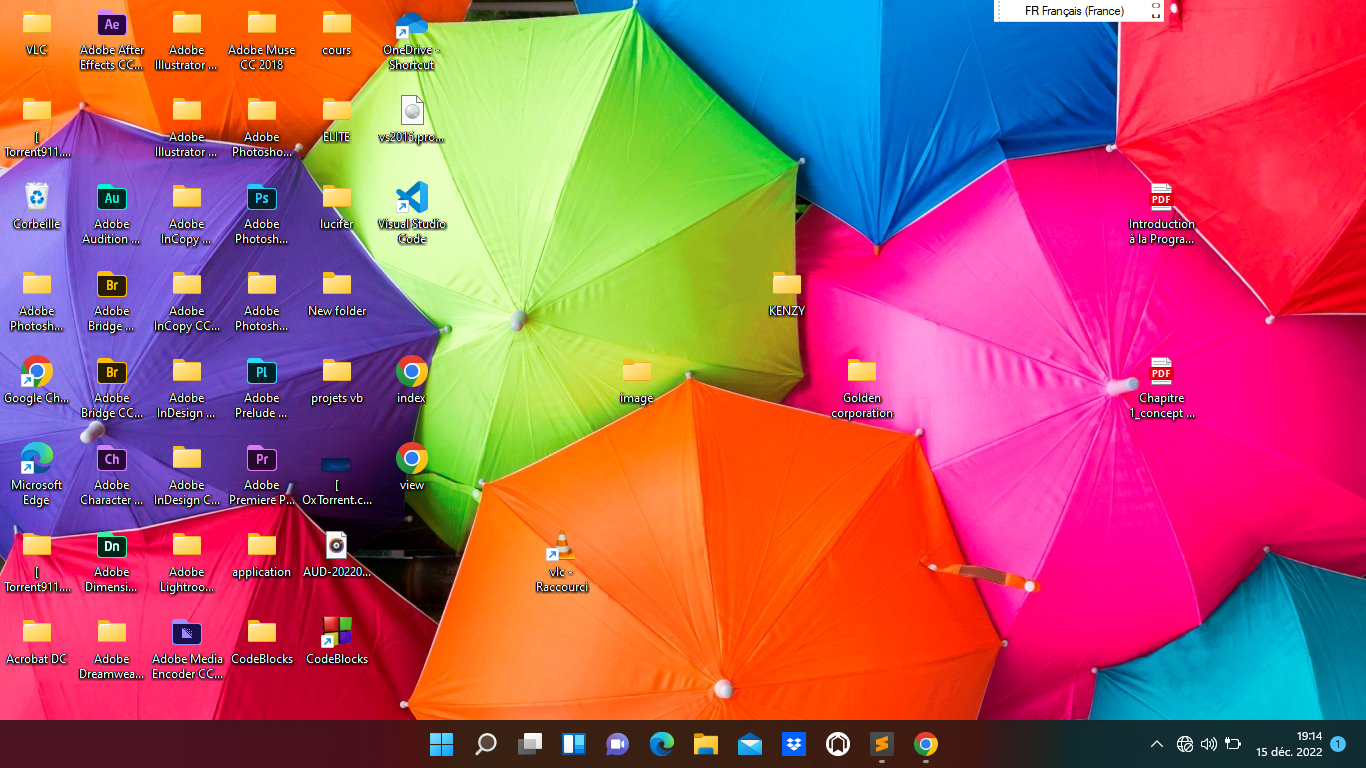 FR Français (France)
VLC
Adobe After
Effects CC...
Adobe
Illustrator ...
Adobe Muse
CC 2018
cours
OneDrive -
Shortcut
[
Torrent911....
Adobe
Illustrator ...
Adobe
Photosho...
ELITE
vs2015.pro...
Corbeille
Adobe
Audition ...
Adobe
InCopy ...
Adobe
Photosh...
lucifer
Visual Studio
Code
Introduction
à la Progra...
Adobe
Photosh...
Adobe
Bridge ...
Adobe
InCopy CC...
Adobe
Photosh...
New folder
KENZY
Google Ch...
Adobe
Bridge CC...
Adobe
InDesign ...
Adobe
Prelude ...
projets vb
index
image
Golden
corporation
Chapitre
1_concept ...
Microsoft
Edge
Adobe
Character ...
Adobe
InDesign C...
Adobe
Premiere P...
[
OxTorrent.c...
view
[
Torrent911....
Adobe
Dimensi...
Adobe
Lightroo...
application
AUD-20220...
vlc -
Raccourci
Acrobat DC
Adobe
Dreamwea...
Adobe Media
Encoder CC...
CodeBlocks
CodeBlocks
Ae
Au
Ps
Br
Br
Pl
Ch
Pr
Dn
PDF
PDF
19:14
15 déc. 2022
1